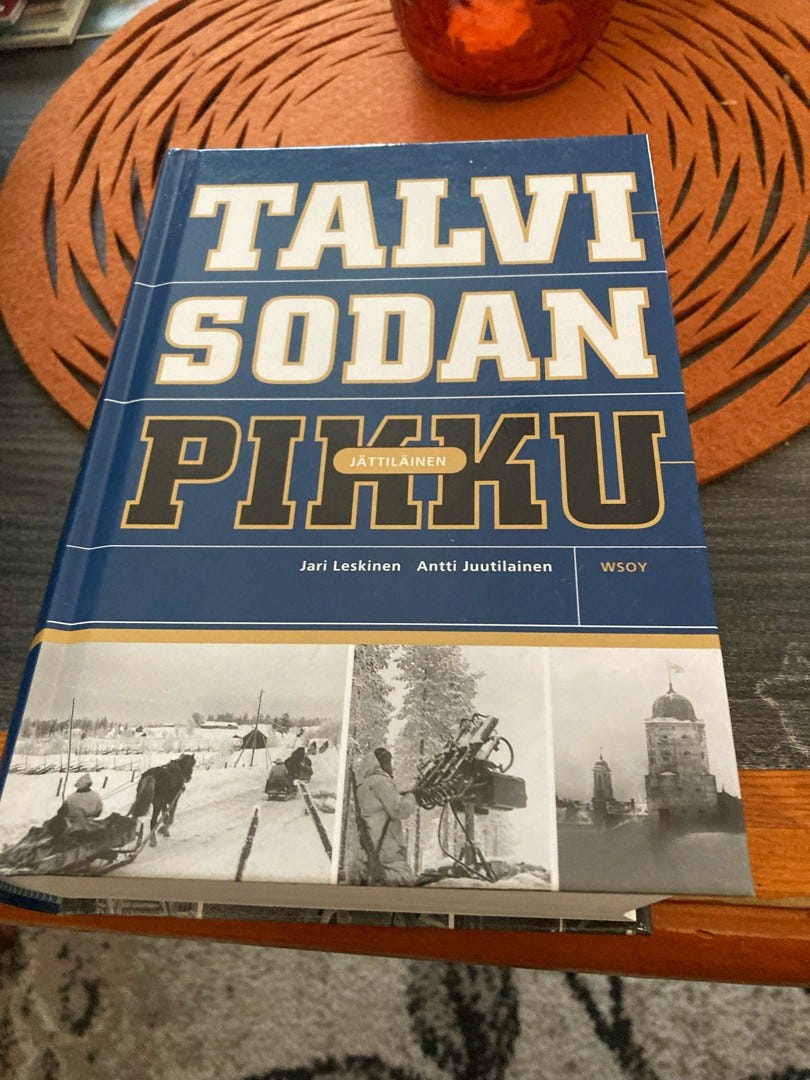 TALVI
SODAN
PIKKU
JÄTTILÄINEN
Jari Leskinen Antti Juutilainen WSOY